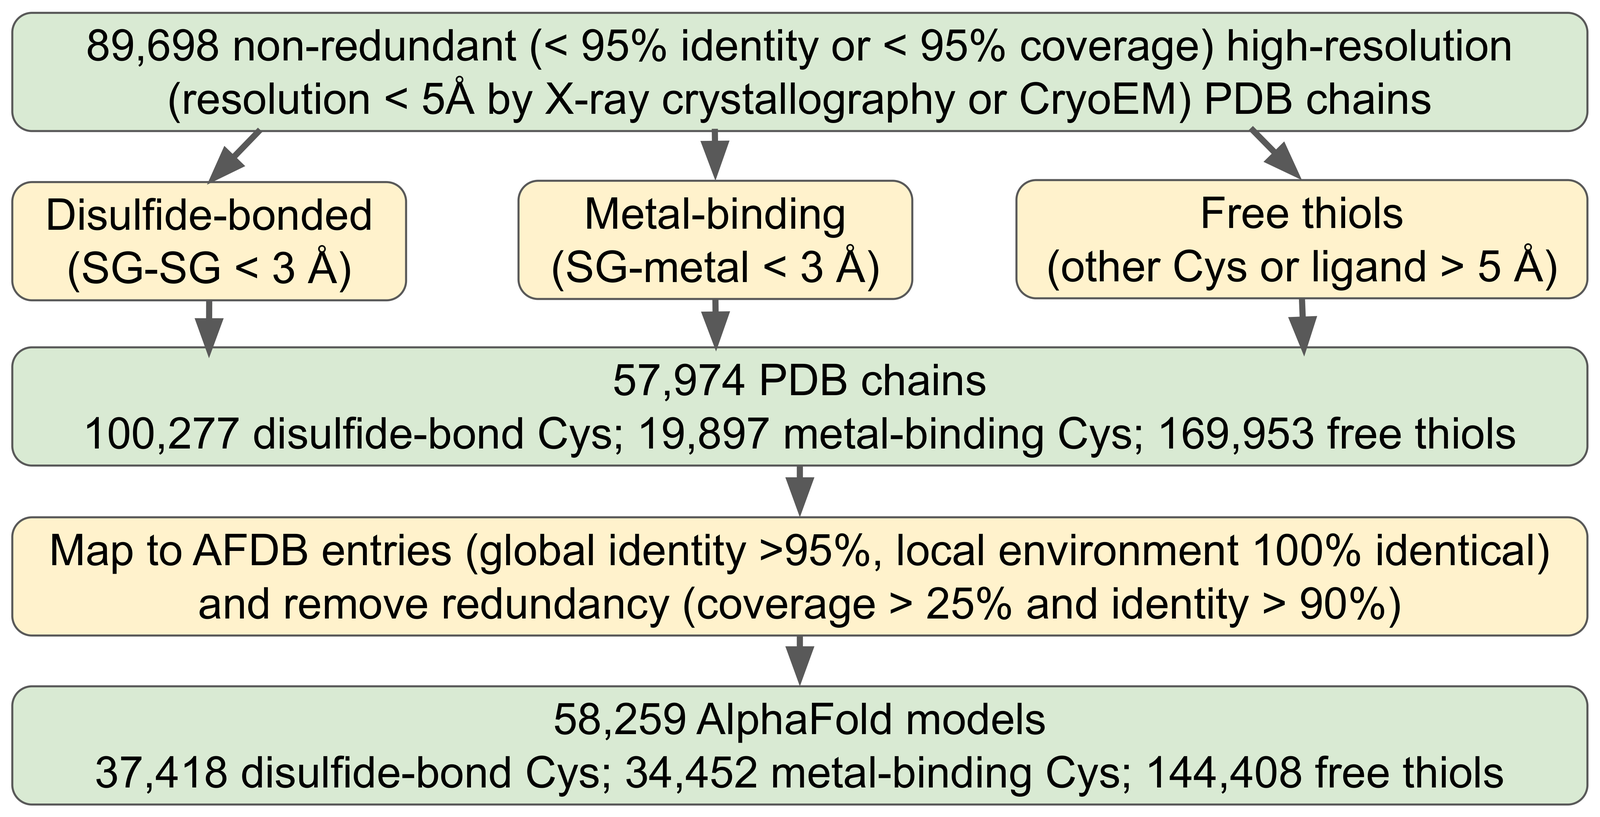 89,698 non-redundant (< 95% identity or < 95% coverage) high-resolution
(resolution < 5Å by X-ray crystallography or CryoEM) PDB chains
Disulfide-bonded
(SG-SG < 3 Å)
Metal-binding
(SG-metal < 3 Å)
Free thiols
(other Cys or ligand > 5 Å)
57,974 PDB chains
100,277 disulfide-bond Cys; 19,897 metal-binding Cys; 169,953 free thiols
Map to AFDB entries (global identity >95%, local environment 100% identical)
and remove redundancy (coverage > 25% and identity > 90%)
58,259 AlphaFold models
37,418 disulfide-bond Cys; 34,452 metal-binding Cys; 144,408 free thiols